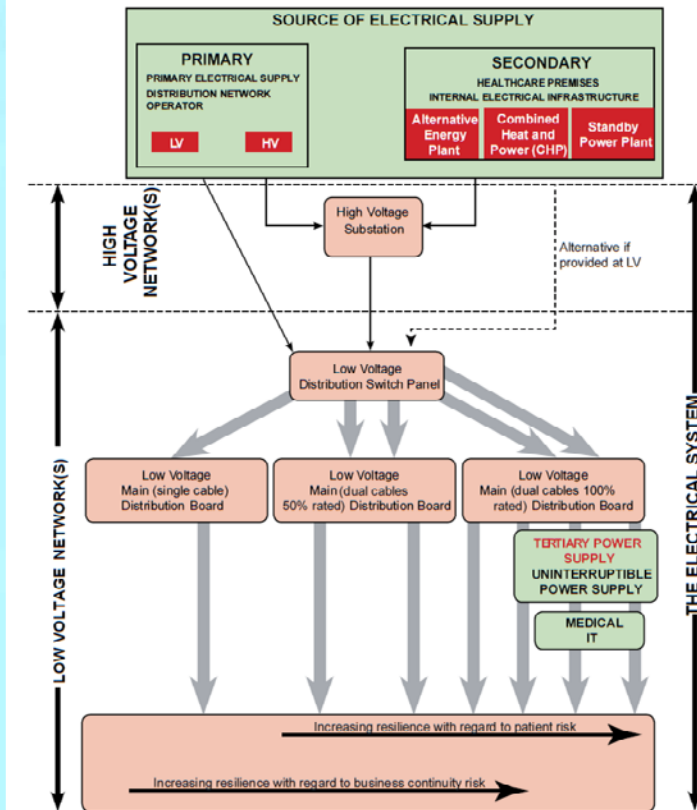 SOURCE OF ELECTRICAL SUPPLY
PRIMARY
PRIMARY ELECTRICAL SUPPLY
DISTRIBUTION NETWORK
OPERATOR
LV
HV
SECONDARY
HEALTHCARE PREMISES
INTERNAL ELECTRICAL INFRASTRUCTURE
Alternative
Energy
Plant
Combined
Heat and
Power (CHP)
Standby
Power Plant
HIGH
VOLTAGE
NETWORK(S)
High Voltage
Substation
Alternative if
provided at LV
Low Voltage
Distribution Switch Panel
LOW VOLTAGE NETWORK(S)
THE ELECTRICAL SYSTEM
Low Voltage
Main (single cable)
Distribution Board
Low Voltage
Main (dual cables
50% rated) Distribution Board
Low Voltage
Main (dual cables 100%
rated) Distribution Board
TERTIARY POWER
SUPPLY
UNINTERRUPTIBLE
POWER SUPPLY
MEDICAL
IT
Increasing resilience with regard to patient risk
Increasing resilience with regard to business continuity risk